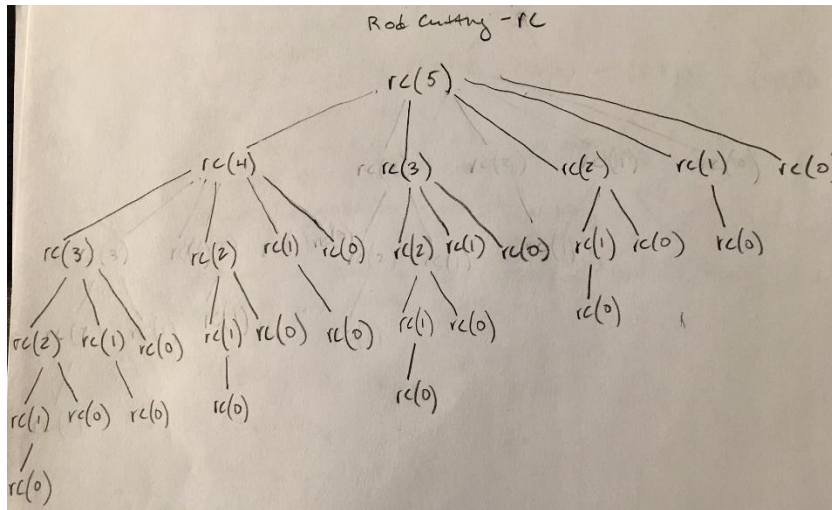 Rod Cutting - rc
rc(5)
rc(4) rc(3) rc(2) rc(1) rc(0)
rc(3) rc(2) rc(1) rc(0) rc(2) rc(1) rc(0) rc(1) rc(0) rc(0)
rc(2) rc(1) rc(0) rc(1) rc(0) rc(0) rc(1) rc(0) rc(0)
rc(1) rc(0) rc(0) rc(0) rc(0)
rc(0)